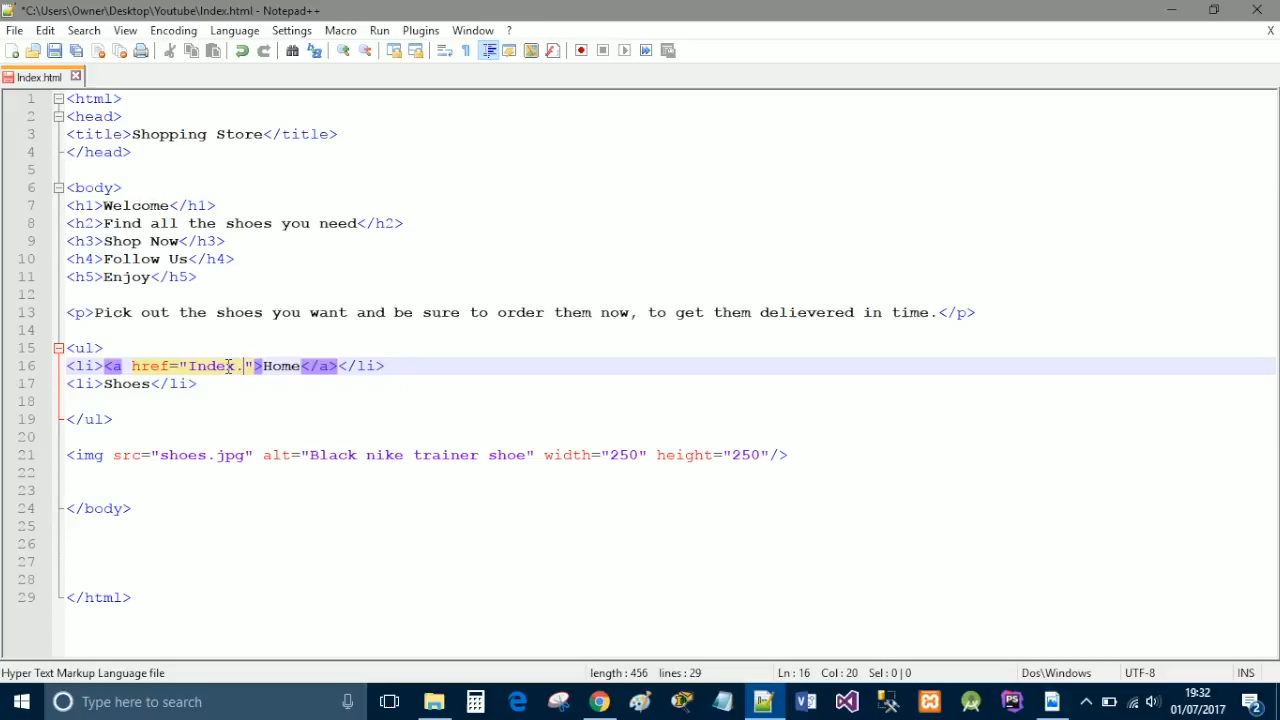 *C:\Users\Owner\Desktop\Youtube\Index.html - Notepad++
File Edit Search View Encoding Language Settings Macro Run Plugins Window ? X
Index.html
1 <html>
2 <head>
3 <title>Shopping Store</title>
4 </head>
5
6 <body>
7 <h1>Welcome</h1>
8 <h2>Find all the shoes you need</h2>
9 <h3>Shop Now</h3>
10 <h4>Follow Us</h4>
11 <h5>Enjoy</h5>
12
13 <p>Pick out the shoes you want and be sure to order them now, to get them delievered in time.</p>
14
15 <ul>
16 <li><a href="Index.">Home</a></li>
17 <li>Shoes</li>
18
19 </ul>
20
21 <img src="shoes.jpg" alt="Black nike trainer shoe" width="250" height="250"/>
22
23
24 </body>
25
26
27
28
29 </html>
Hyper Text Markup Language file length : 456 lines : 29 Ln : 16 Col : 20 Sel : 0 | 0 Dos\Windows UTF-8 INS
Type here to search
19:32
01/07/2017
2